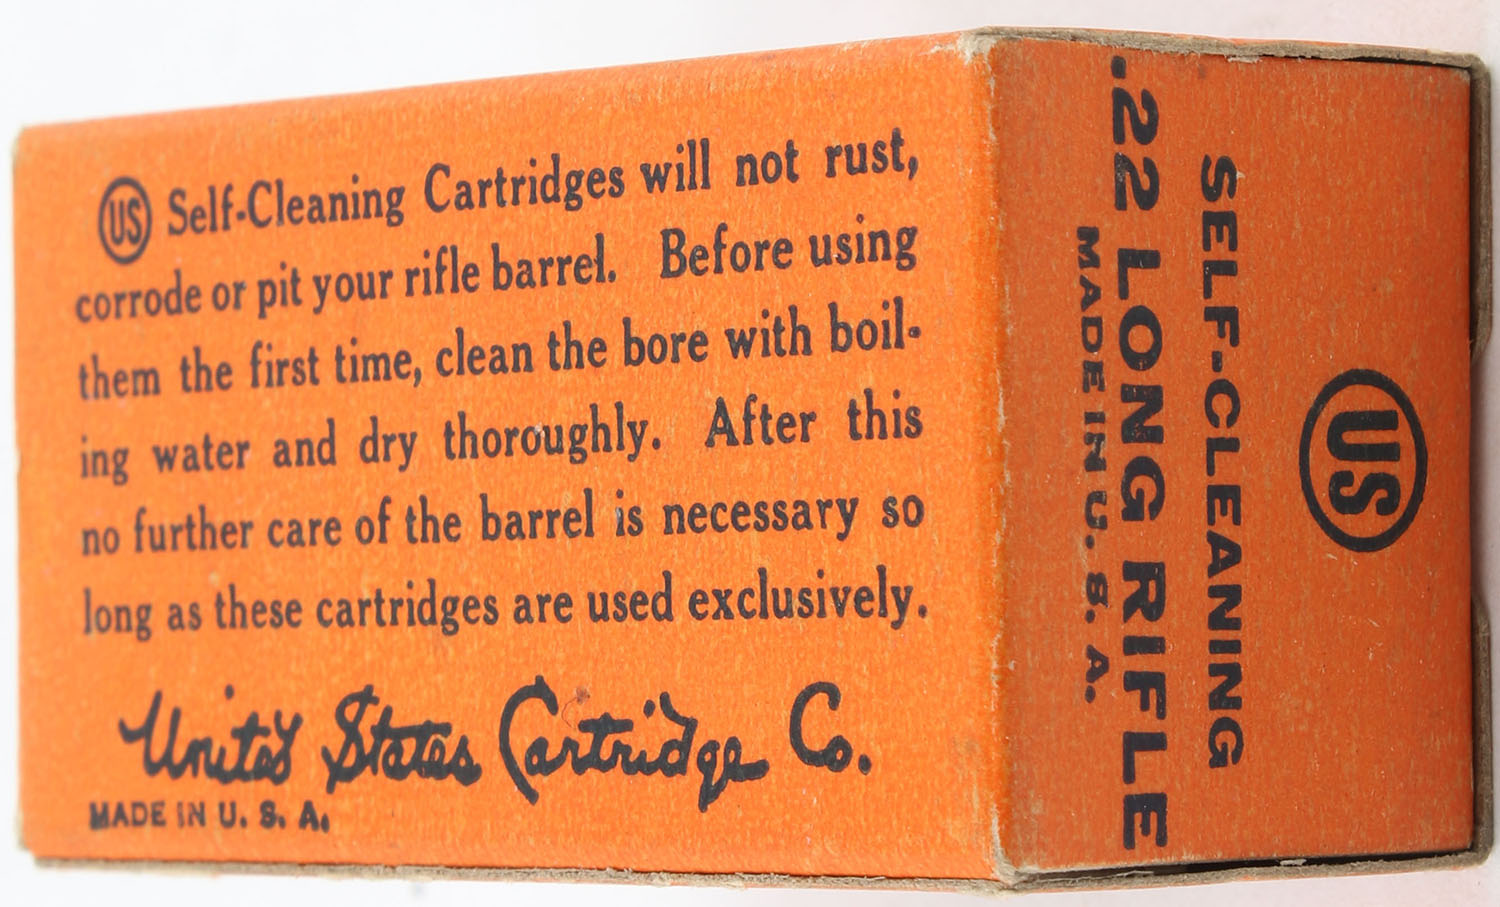 US Self-Cleaning Cartridges will not rust,
corrode or pit your rifle barrel. Before using
them the first time, clean the bore with boil-
ing water and dry thoroughly. After this
no further care of the barrel is necessary so
long as these cartridges are used exclusively.
United States Cartridge Co.
MADE IN U. S. A.
US
SELF-CLEANING
.22 LONG RIFLE
MADE IN U. S. A.